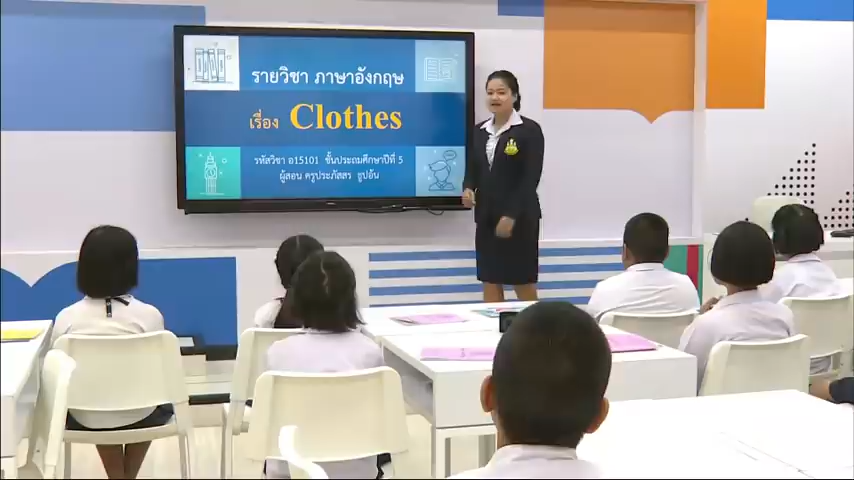 รายวิชา ภาษาอังกฤษ
เรื่อง Clothes
รหัสวิชา อ15101 ชั้นประถมศึกษาปีที่ 5
ผู้สอน ครูประภัสสร ธูปอ้น